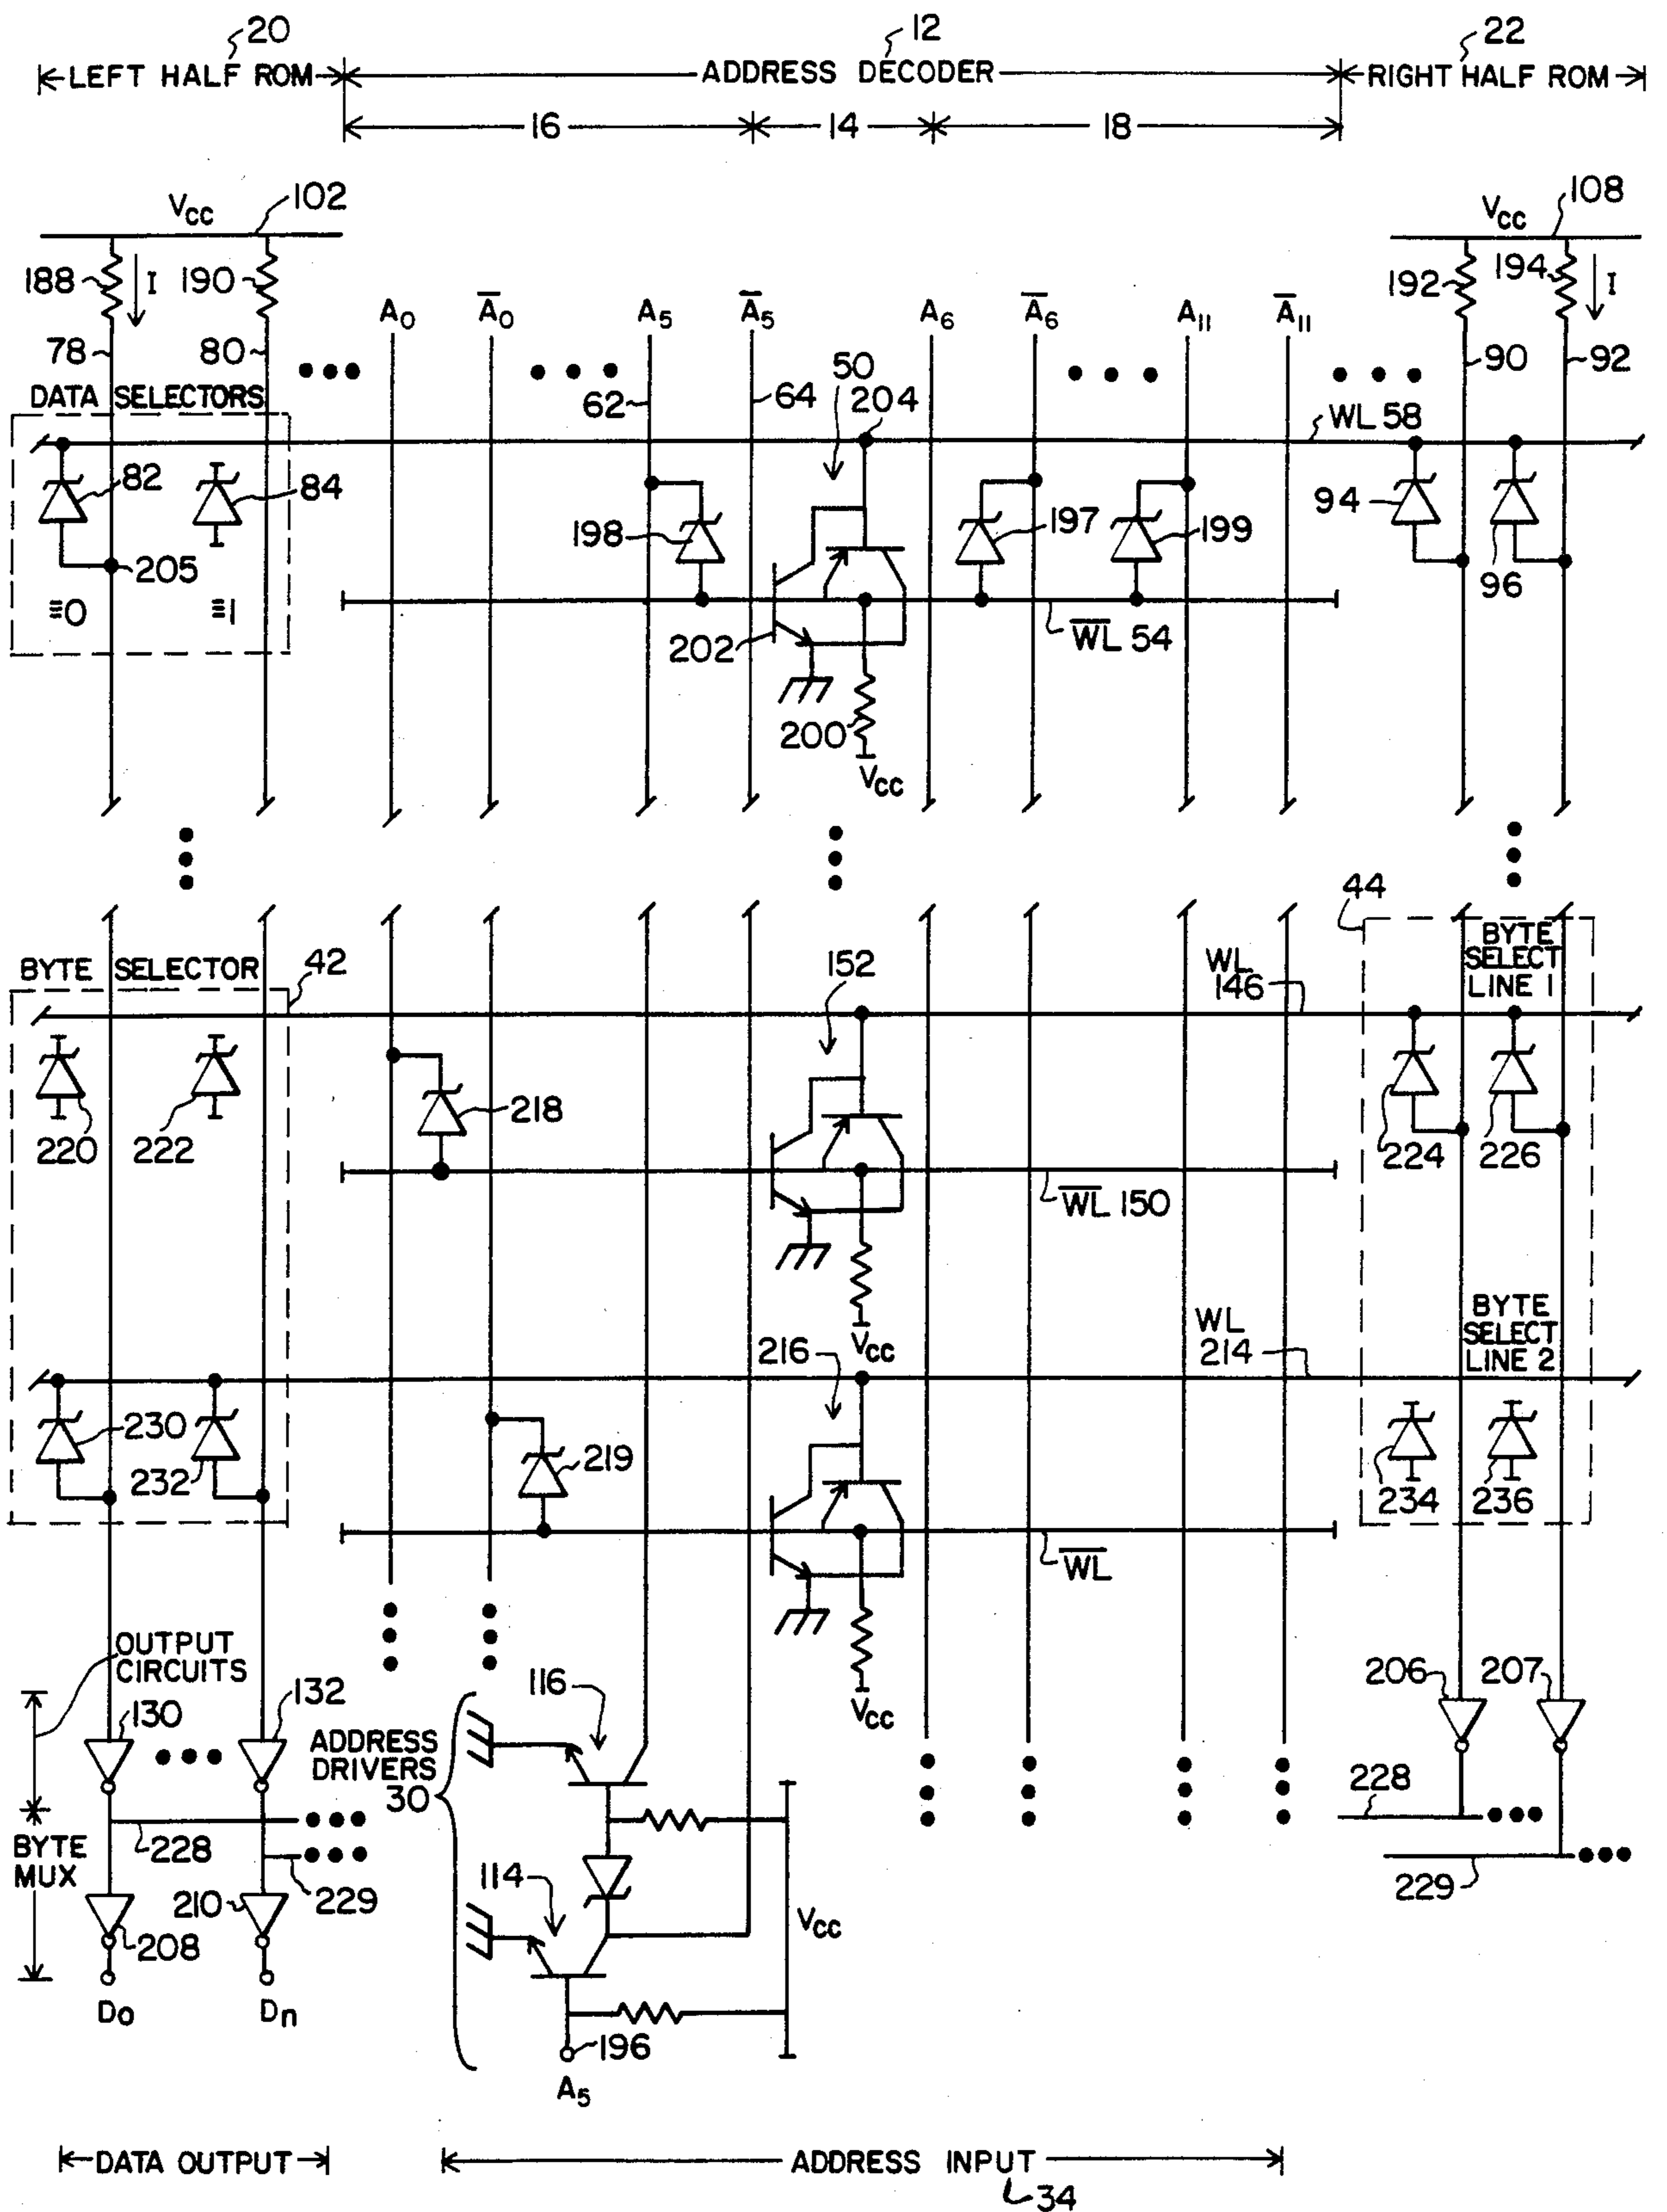 20 12 22
LEFT HALF ROM ADDRESS DECODER RIGHT HALF ROM
16 14 18
VCC 102 VCC 108
188 I 190 192 194 I
A0 A̅0 A5 A̅5 A6 A̅6 A11 A̅11
78 80 90 92
50
DATA SELECTORS 62 64 204 WL 58
82 84 198 197 199 94 96
205
≡0 ≡1
202 W̅L̅ 54
200
VCC
44
BYTE SELECTOR 42 152 WL 146 BYTE SELECT LINE 1
218
220 222 224 226
W̅L̅ 150
VCC
216 WL 214 BYTE SELECT LINE 2
230 219
232 234 236
W̅L̅
OUTPUT CIRCUITS
VCC
130 132 116 206 207
ADDRESS DRIVERS 30
228
BYTE MUX 228
229 114 229
210 VCC
208
D0 Dn
196
A5
DATA OUTPUT ADDRESS INPUT
34